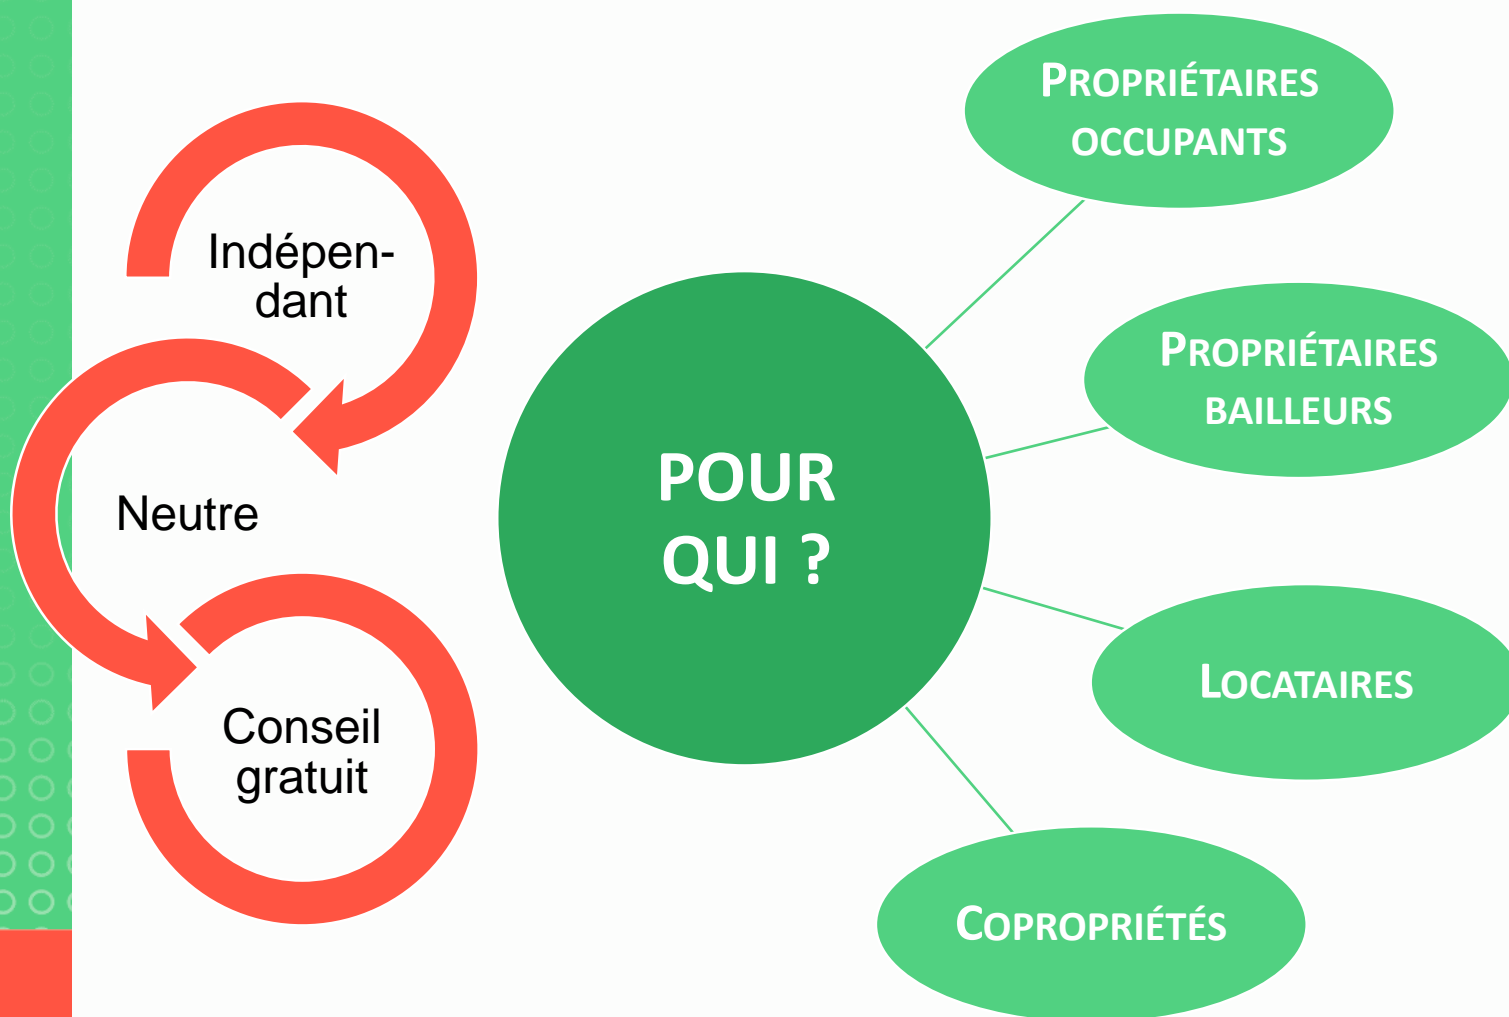 Indépen-
dant
Neutre
Conseil
gratuit
POUR
QUI ?
PROPRIÉTAIRES
OCCUPANTS
PROPRIÉTAIRES
BAILLEURS
LOCATAIRES
COPROPRIÉTÉS